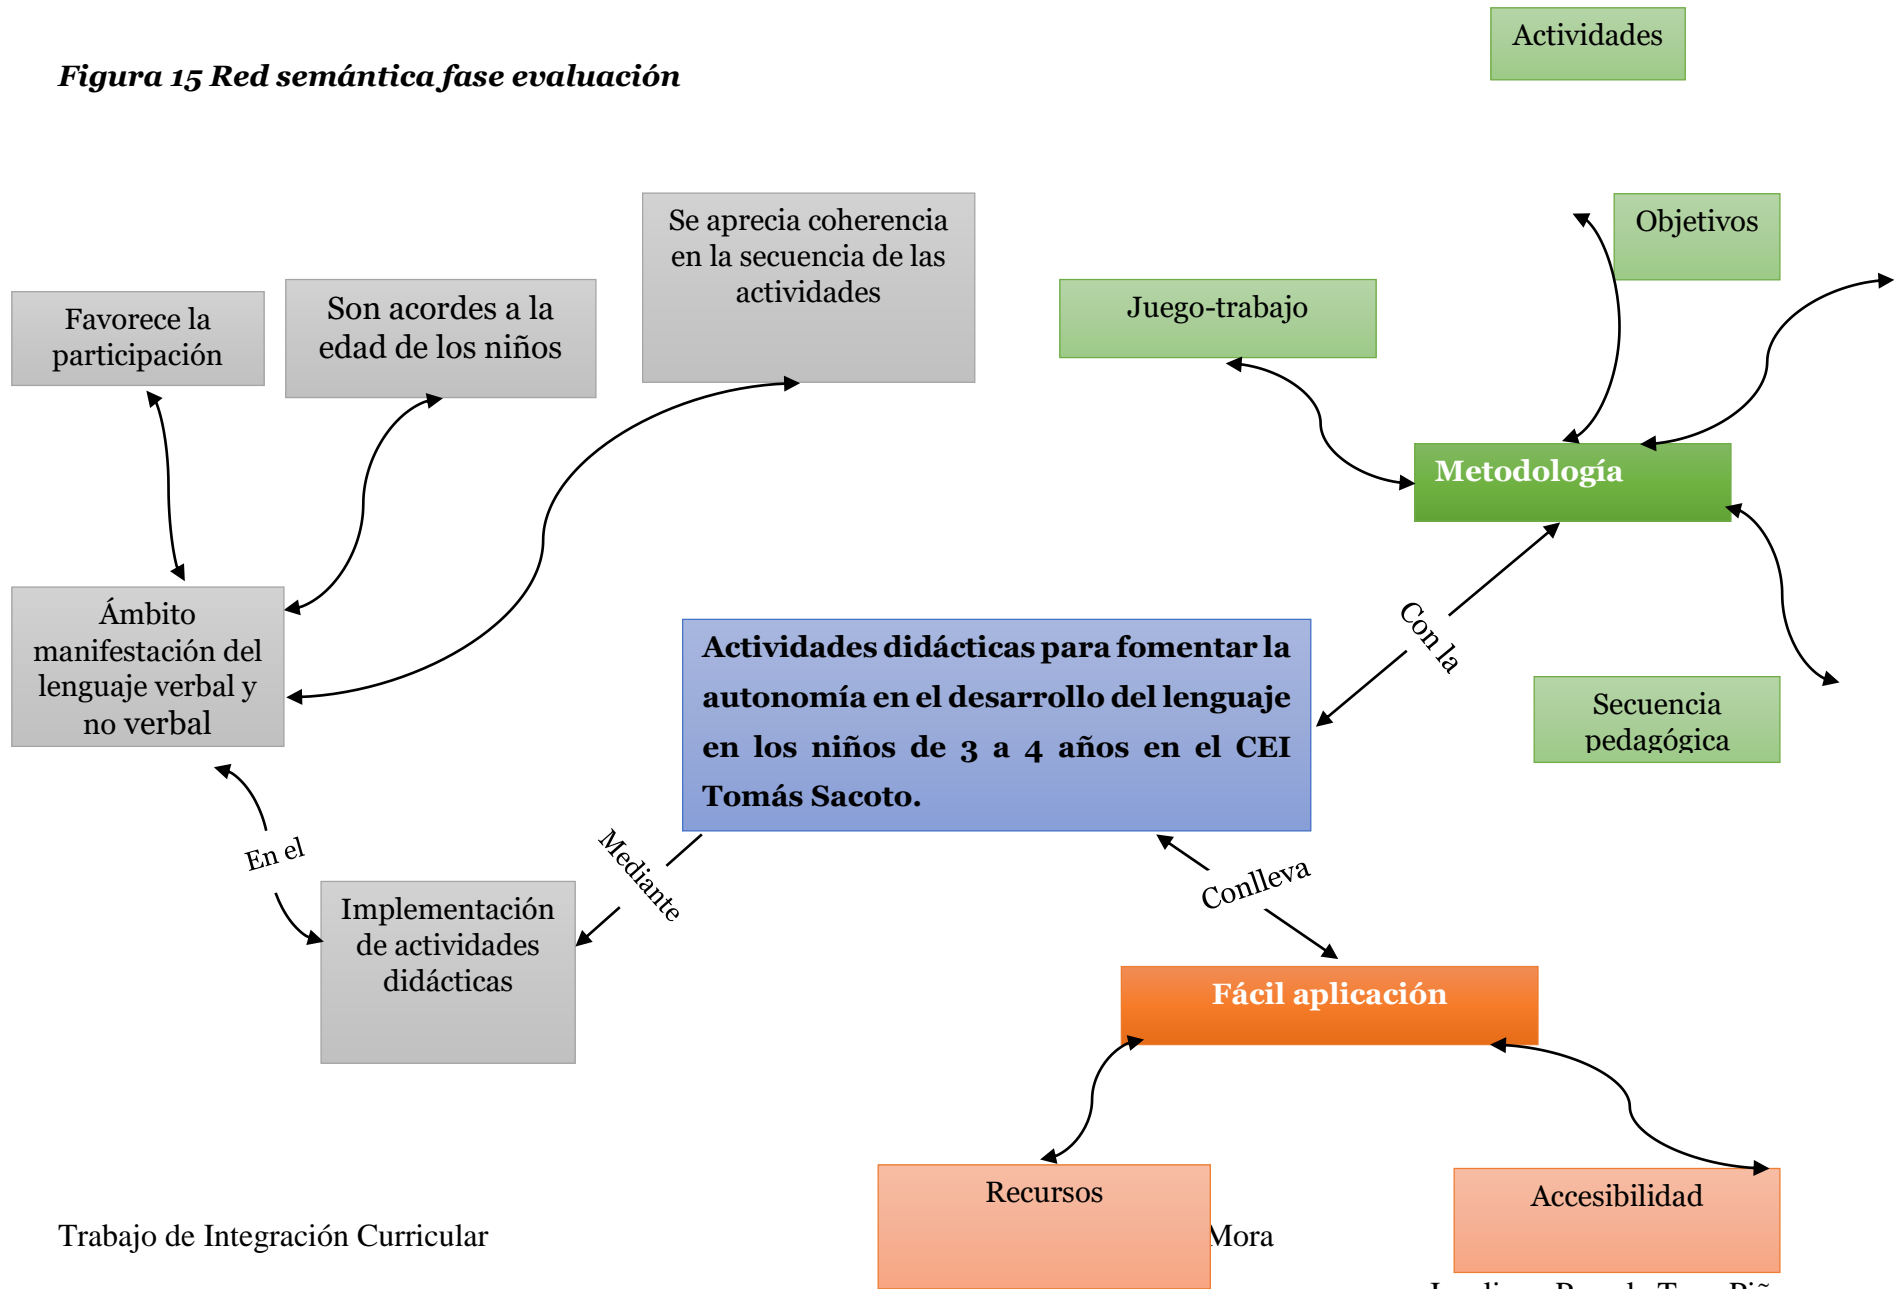 Actividades
Figura 15 Red semántica fase evaluación
Se aprecia coherencia
en la secuencia de las
actividades
Objetivos
Favorece la
participación
Son acordes a la
edad de los niños
Juego-trabajo
Metodología
Ámbito
manifestación del
lenguaje verbal y
no verbal
Con la
Actividades didácticas para fomentar la
autonomía en el desarrollo del lenguaje
en los niños de 3 a 4 años en el CEI
Tomás Sacoto.
Secuencia
pedagógica
En el
Mediante
Conlleva
Implementación
de actividades
didácticas
Fácil aplicación
Recursos
Accesibilidad
Trabajo de Integración Curricular
Mora